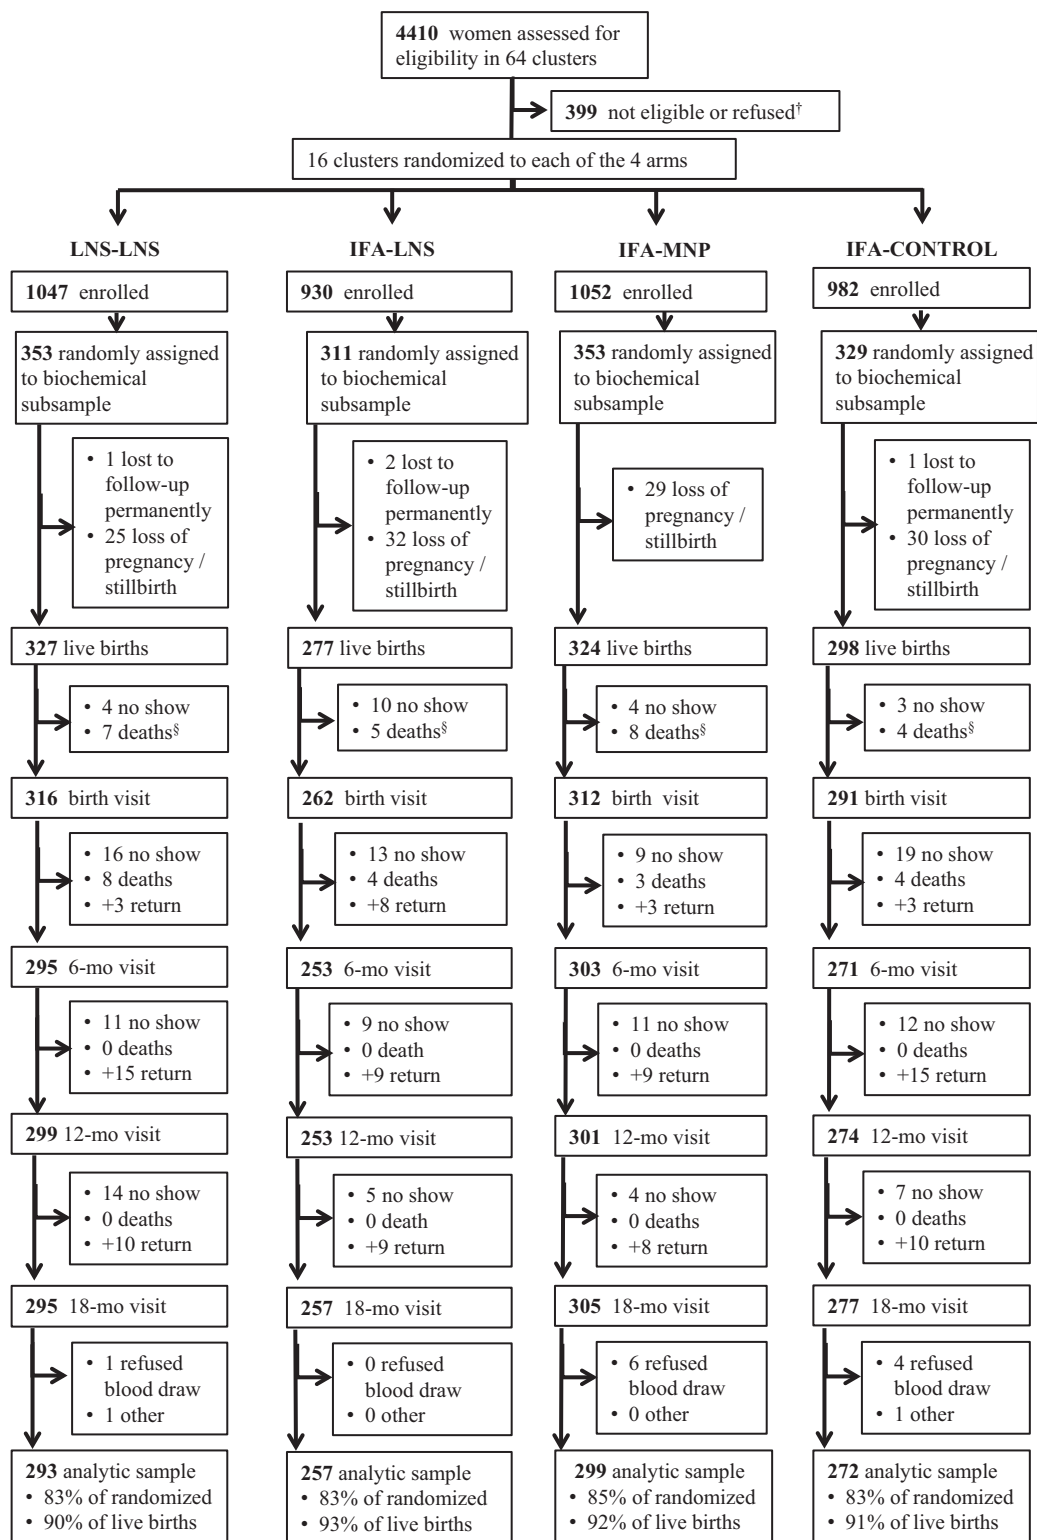 4410 women assessed for
eligibility in 64 clusters
399 not eligible or refused†
16 clusters randomized to each of the 4 arms
LNS-LNS
1047 enrolled
353 randomly assigned
to biochemical
subsample
• 1 lost to
follow-up
permanently
• 25 loss of
pregnancy /
stillbirth
327 live births
• 4 no show
• 7 deaths§
316 birth visit
• 16 no show
• 8 deaths
• +3 return
295 6-mo visit
• 11 no show
• 0 deaths
• +15 return
299 12-mo visit
• 14 no show
• 0 deaths
• +10 return
295 18-mo visit
• 1 refused
blood draw
• 1 other
293 analytic sample
• 83% of randomized
• 90% of live births
IFA-LNS
930 enrolled
311 randomly assigned
to biochemical
subsample
• 2 lost to
follow-up
permanently
• 32 loss of
pregnancy /
stillbirth
277 live births
• 10 no show
• 5 deaths§
262 birth visit
• 13 no show
• 4 deaths
• +8 return
253 6-mo visit
• 9 no show
• 0 death
• +9 return
253 12-mo visit
• 5 no show
• 0 death
• +9 return
257 18-mo visit
• 0 refused
blood draw
• 0 other
257 analytic sample
• 83% of randomized
• 93% of live births
IFA-MNP
1052 enrolled
353 randomly assigned
to biochemical
subsample
• 29 loss of
pregnancy /
stillbirth
324 live births
• 4 no show
• 8 deaths§
312 birth visit
• 9 no show
• 3 deaths
• +3 return
303 6-mo visit
• 11 no show
• 0 deaths
• +9 return
301 12-mo visit
• 4 no show
• 0 deaths
• +8 return
305 18-mo visit
• 6 refused
blood draw
• 0 other
299 analytic sample
• 85% of randomized
• 92% of live births
IFA-CONTROL
982 enrolled
329 randomly assigned
to biochemical
subsample
• 1 lost to
follow-up
permanently
• 30 loss of
pregnancy /
stillbirth
298 live births
• 3 no show
• 4 deaths§
291 birth visit
• 19 no show
• 4 deaths
• +3 return
271 6-mo visit
• 12 no show
• 0 deaths
• +15 return
274 12-mo visit
• 7 no show
• 0 deaths
• +10 return
277 18-mo visit
• 4 refused
blood draw
• 1 other
272 analytic sample
• 83% of randomized
• 91% of live births